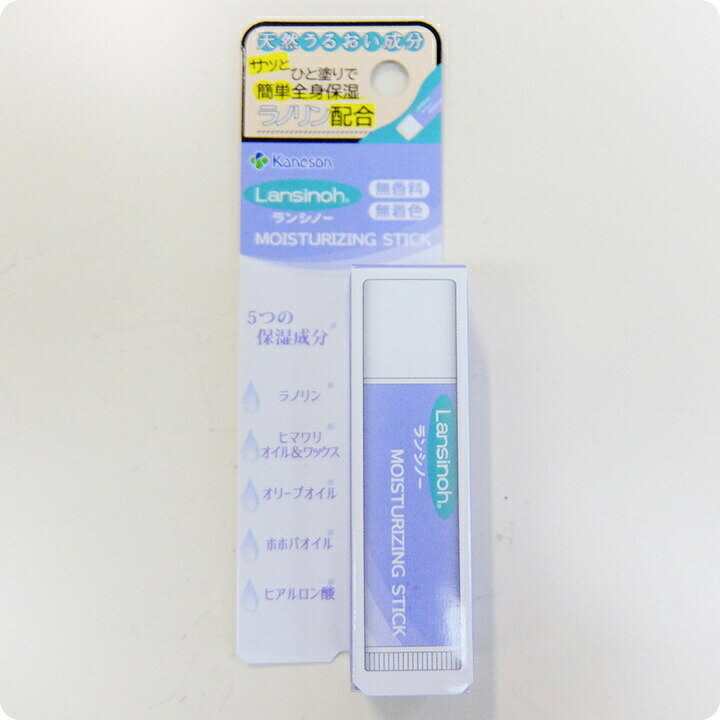 天然うるおい成分
サッと
ひと塗りで
簡単全身保湿
ラノリン配合
Kaneson
Lansinoh®
ランシノー
無香料
無着色
MOISTURIZING STICK
5つの
保湿成分※
ラノリン※
ヒマワリ※
オイル&ワックス
オリーブオイル※
ホホバオイル※
ヒアルロン酸※
Lansinoh®
ランシノー
MOISTURIZING STICK